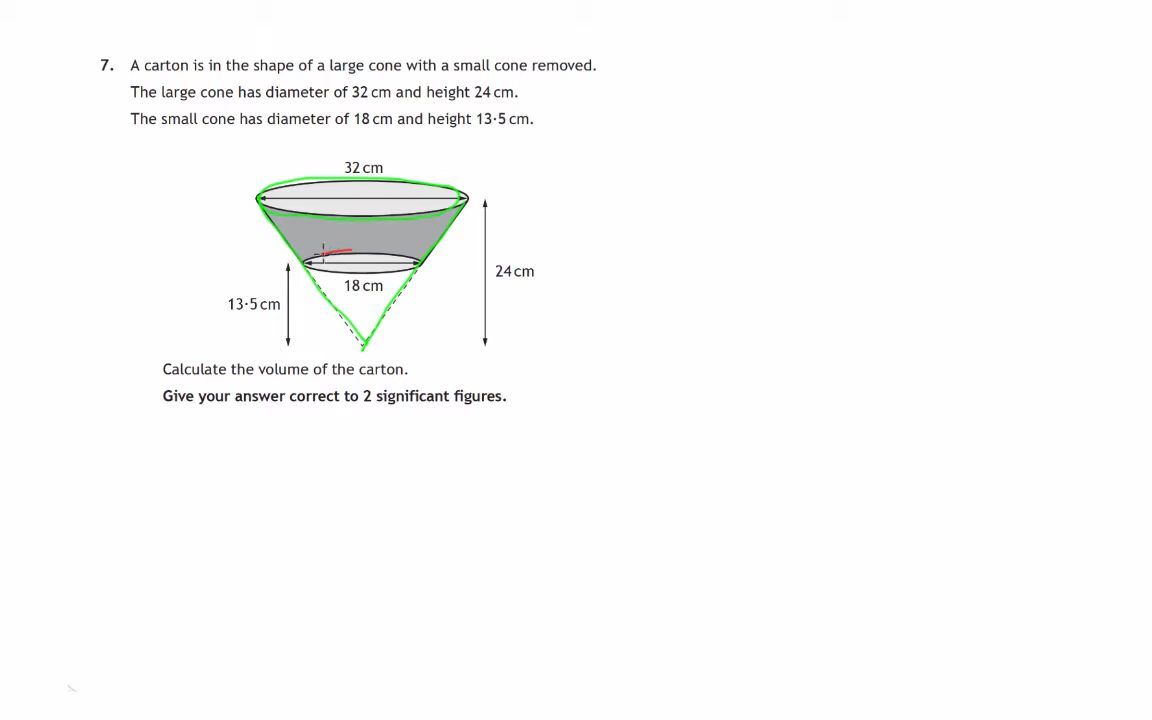 7. A carton is in the shape of a large cone with a small cone removed.
The large cone has diameter of 32 cm and height 24 cm.
The small cone has diameter of 18 cm and height 13·5 cm.
32 cm
24 cm
18 cm
13·5 cm
Calculate the volume of the carton.
Give your answer correct to 2 significant figures.